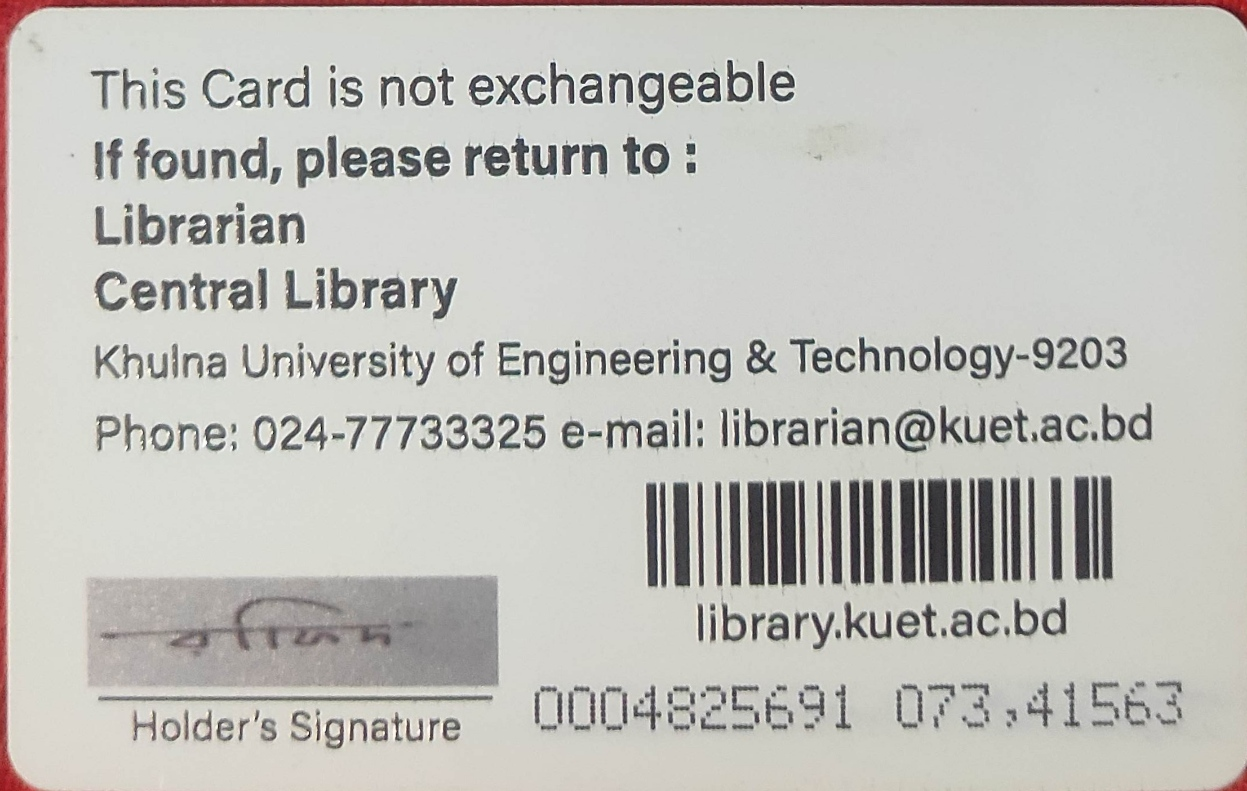 This Card is not exchangeable
If found, please return to :
Librarian
Central Library
Khulna University of Engineering & Technology-9203
Phone: 024-77733325 e-mail: librarian@kuet.ac.bd
library.kuet.ac.bd
Holder's Signature
0004825691 073,41563